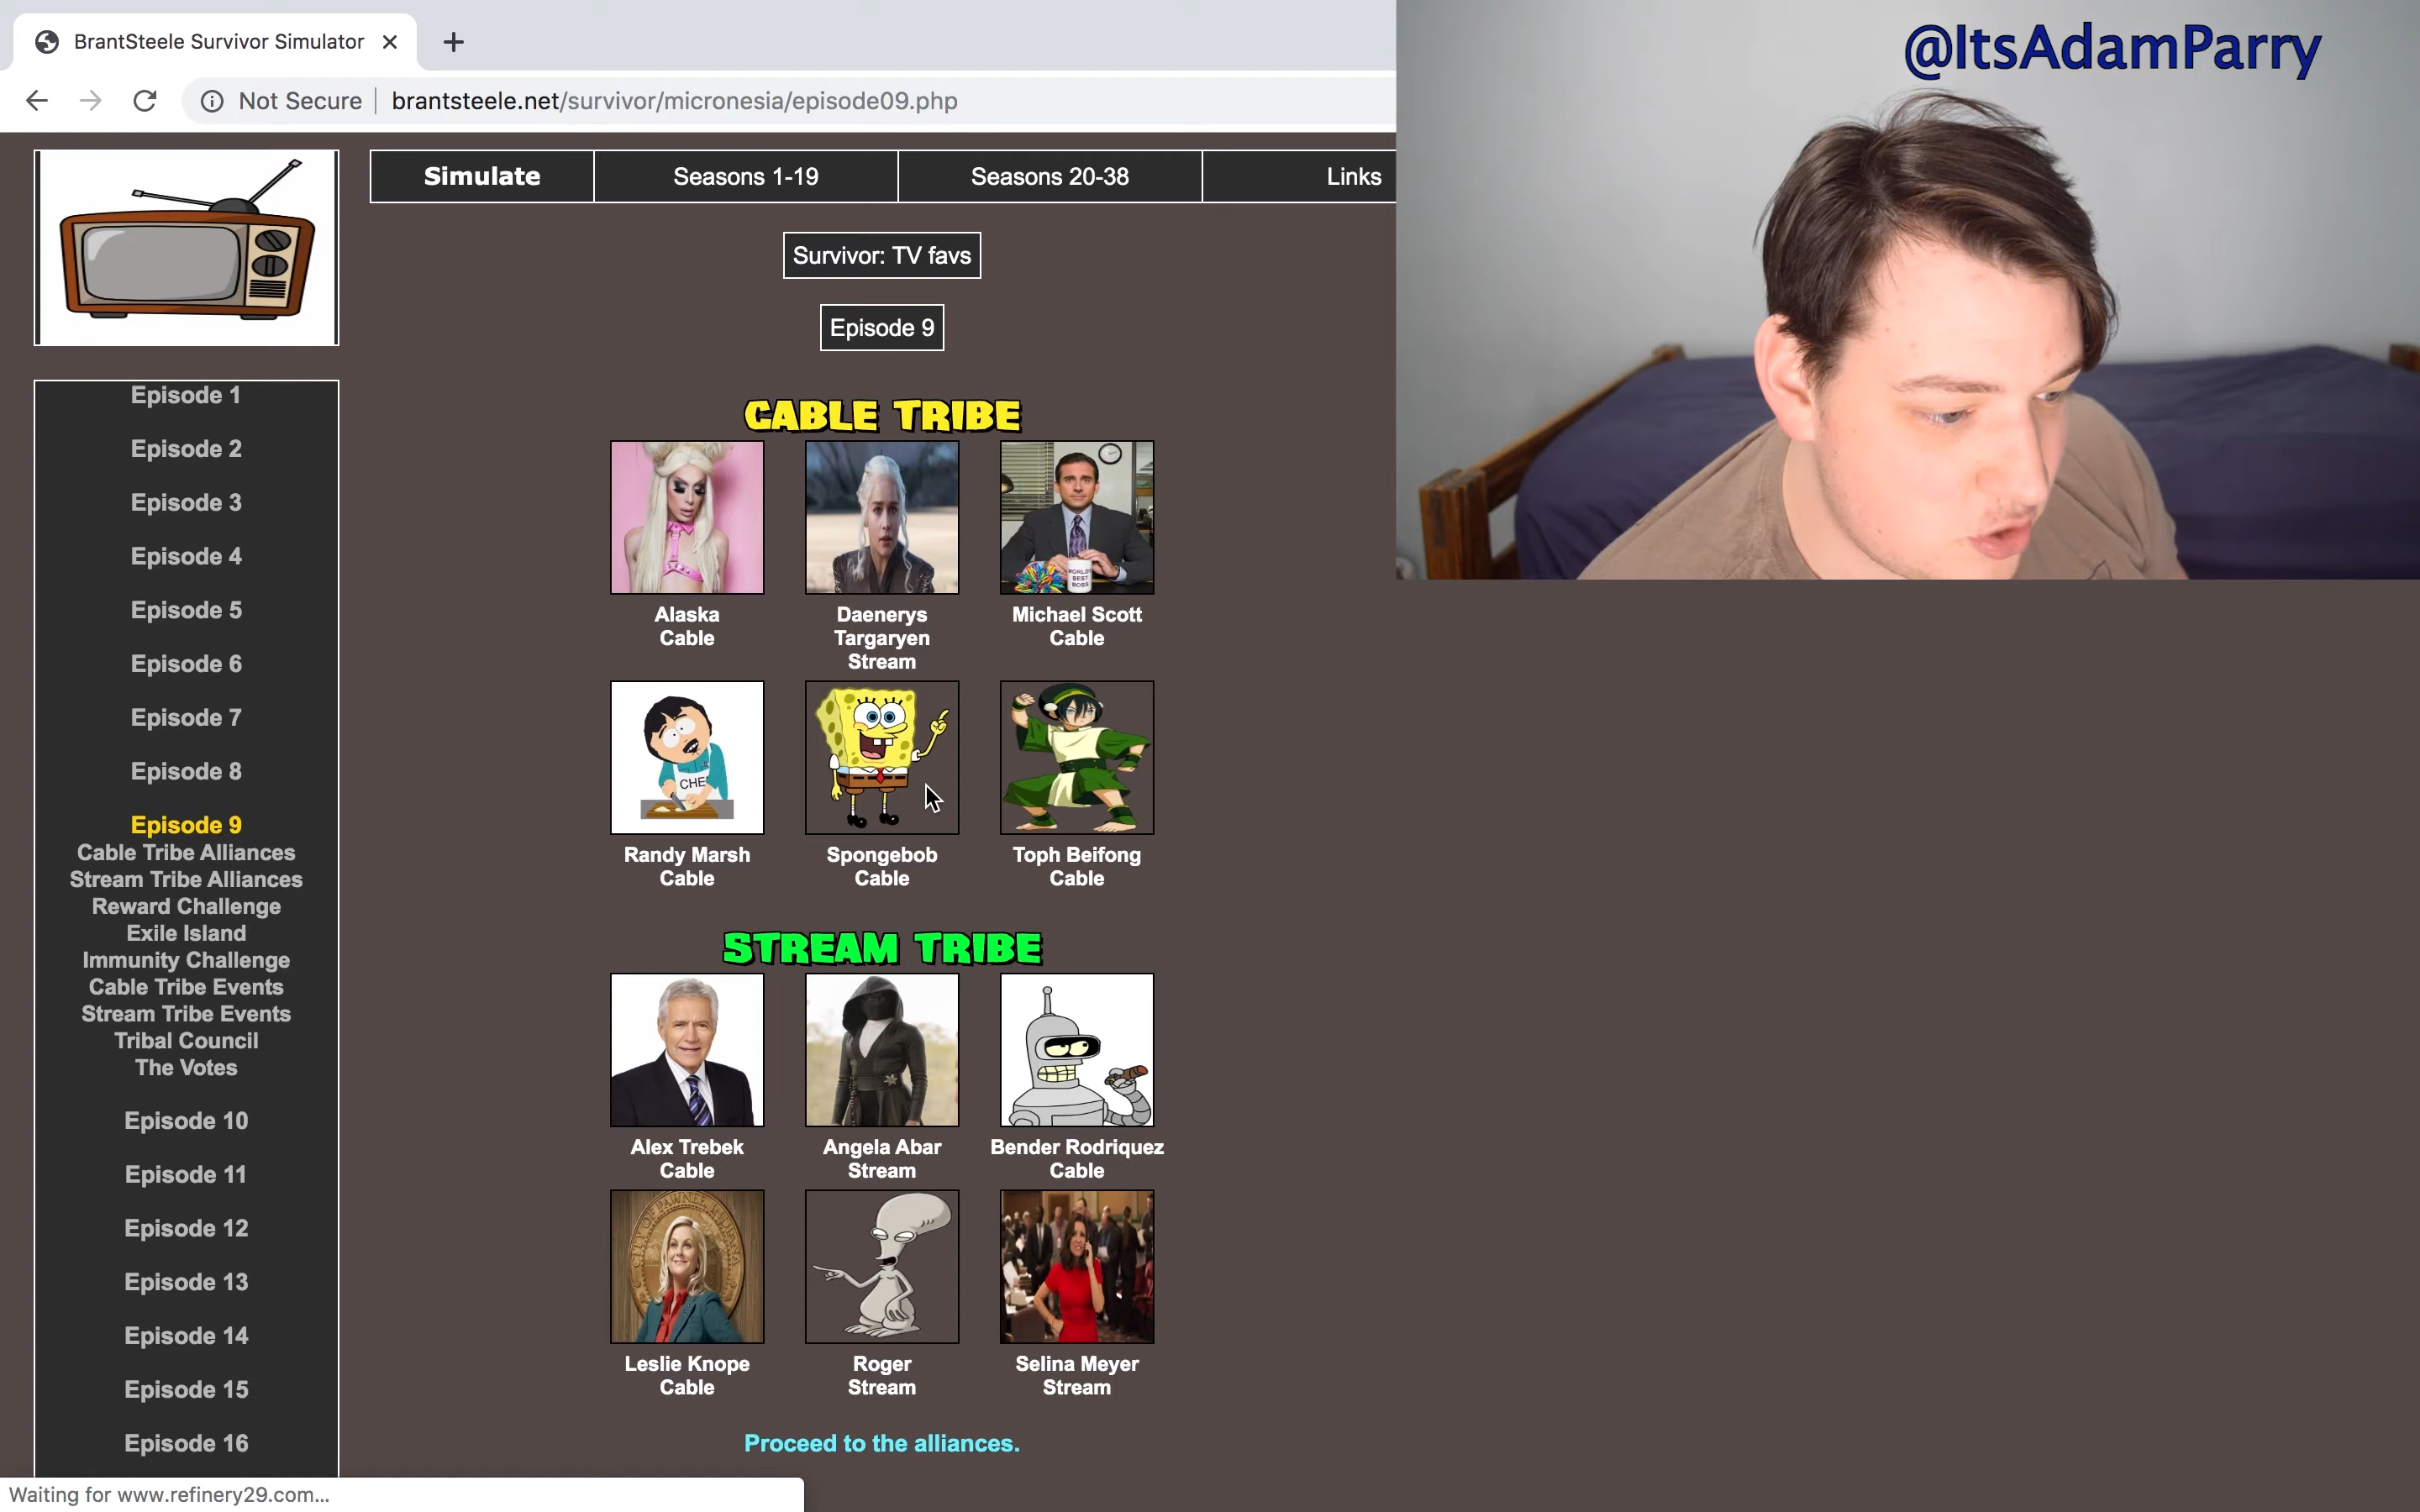 BrantSteele Survivor Simulator
@ItsAdamParry
Not Secure
brantsteele.net/survivor/micronesia/episode09.php
Simulate
Seasons 1-19
Seasons 20-38
Links
Survivor: TV favs
Episode 9
Episode 1
Episode 2
Episode 3
Episode 4
Episode 5
Episode 6
Episode 7
Episode 8
Episode 9
Cable Tribe Alliances
Stream Tribe Alliances
Reward Challenge
Exile Island
Immunity Challenge
Cable Tribe Events
Stream Tribe Events
Tribal Council
The Votes
Episode 10
Episode 11
Episode 12
Episode 13
Episode 14
Episode 15
Episode 16
CABLE TRIBE
WORLD'S
BEST
BOSS
Alaska
Cable
Daenerys
Targaryen
Stream
Michael Scott
Cable
CHE
Randy Marsh
Cable
Spongebob
Cable
Toph Beifong
Cable
STREAM TRIBE
Alex Trebek
Cable
Angela Abar
Stream
Bender Rodriquez
Cable
Leslie Knope
Cable
Roger
Stream
Selina Meyer
Stream
Proceed to the alliances.
Waiting for www.refinery29.com...